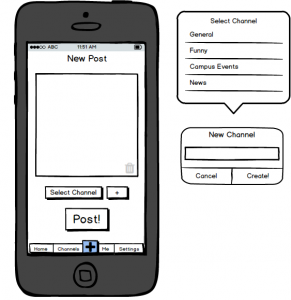 ABC 11:51 AM
New Post
Select Channel +
Post!
Home Channels + Me Settings
Select Channel
General
Funny
Campus Events
News
New Channel
Cancel Create!